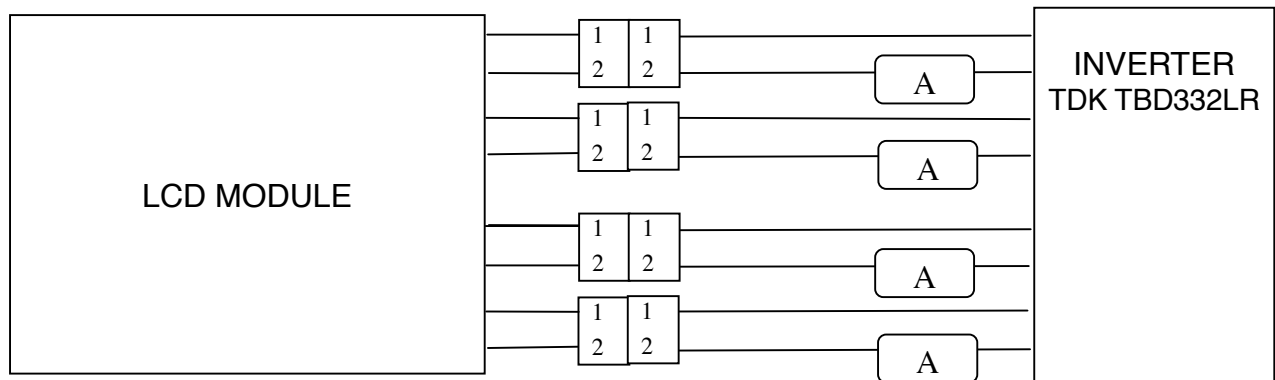 LCD MODULE
1 1
2 2
A
1 1
2 2
A
1 1
2 2
A
1 1
2 2
A
INVERTER
TDK TBD332LR